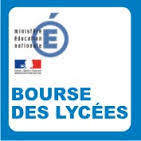 ministère
éducation
nationale
BOURSE
DES LYCÉES